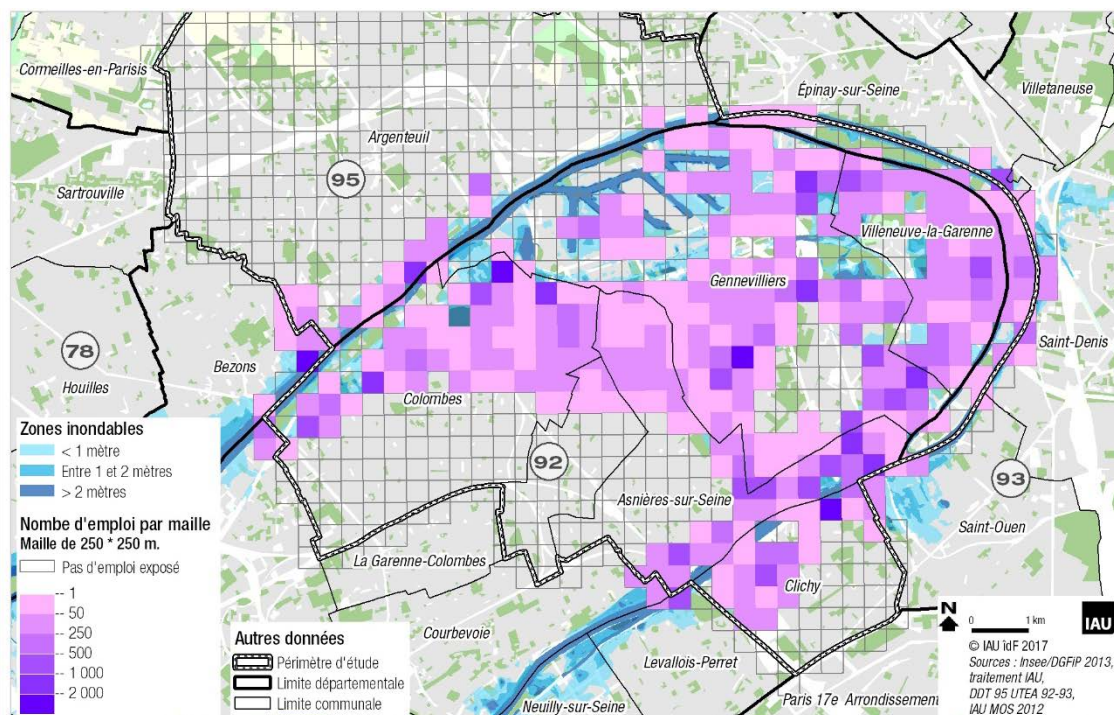 Cormeilles-en-Parisis
Épinay-sur-Seine
Villetaneuse
Argenteuil
95
Sartrouville
Villeneuve-la-Garenne
Gennevilliers
Saint-Denis
78
Houilles
Bezons
Colombes
92
93
Asnières-sur-Seine
Saint-Ouen
La Garenne-Colombes
Clichy
Courbevoie
Levallois-Perret
Neuilly-sur-Seine
Paris 17e Arrondissement
Zones inondables
< 1 mètre
Entre 1 et 2 mètres
> 2 mètres
Nombe d'emploi par maille
Maille de 250 * 250 m.
Pas d'emploi exposé
-- 1
-- 50
-- 250
-- 500
-- 1 000
-- 2 000
Autres données
Périmètre d'étude
Limite départementale
Limite communale
N
0 1 km
IAU
© IAU îdF 2017
Sources : Insee/DGFiP 2013,
traitement IAU,
DDT 95 UTEA 92-93,
IAU MOS 2012